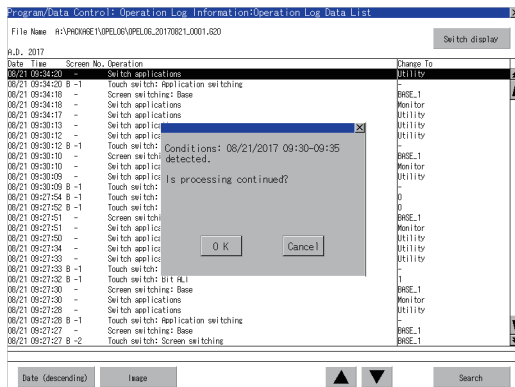 Program/Data Control: Operation Log Information:Operation Log Data List
File Name A:\PACKAGE1\OPELOG\OPELOG_20170821_0001.G2O
Switch display
A.D. 2017
Date Time Screen No. Operation Change To
08/21 09:34:20 - Switch applications Utility
08/21 09:34:20 B -1 Touch switch: Application switching -
08/21 09:34:18 - Screen switching: Base BASE_1
08/21 09:34:18 - Switch applications Monitor
08/21 09:34:17 - Switch applications Utility
08/21 09:30:13 - Switch applica Utility
08/21 09:30:12 - Switch applica Utility
08/21 09:30:12 B -1 Touch switch: -
08/21 09:30:10 - Screen switchi BASE_1
08/21 09:30:10 - Switch applica Monitor
08/21 09:30:09 - Switch applica Utility
08/21 09:30:09 B -1 Touch switch: -
08/21 09:27:54 B -1 Touch switch: 0
08/21 09:27:52 B -1 Touch switch: 0
08/21 09:27:51 - Screen switchi BASE_1
08/21 09:27:51 - Switch applica Monitor
08/21 09:27:50 - Switch applica Utility
08/21 09:27:34 - Switch applica Utility
08/21 09:27:33 - Switch applica Utility
08/21 09:27:33 B -1 Touch switch: -
08/21 09:27:32 B -1 Touch switch: Bit ALT 1
08/21 09:27:30 - Screen switching: Base BASE_1
08/21 09:27:30 - Switch applications Monitor
08/21 09:27:28 - Switch applications Utility
08/21 09:27:28 B -1 Touch switch: Application switching -
08/21 09:27:27 - Screen switching: Base BASE_1
08/21 09:27:27 B -2 Touch switch: Screen switching BASE_1
Conditions: 08/21/2017 09:30-09:35
detected.
Is processing continued?
O K Cancel
Date (descending) Image ▲ ▼ Search